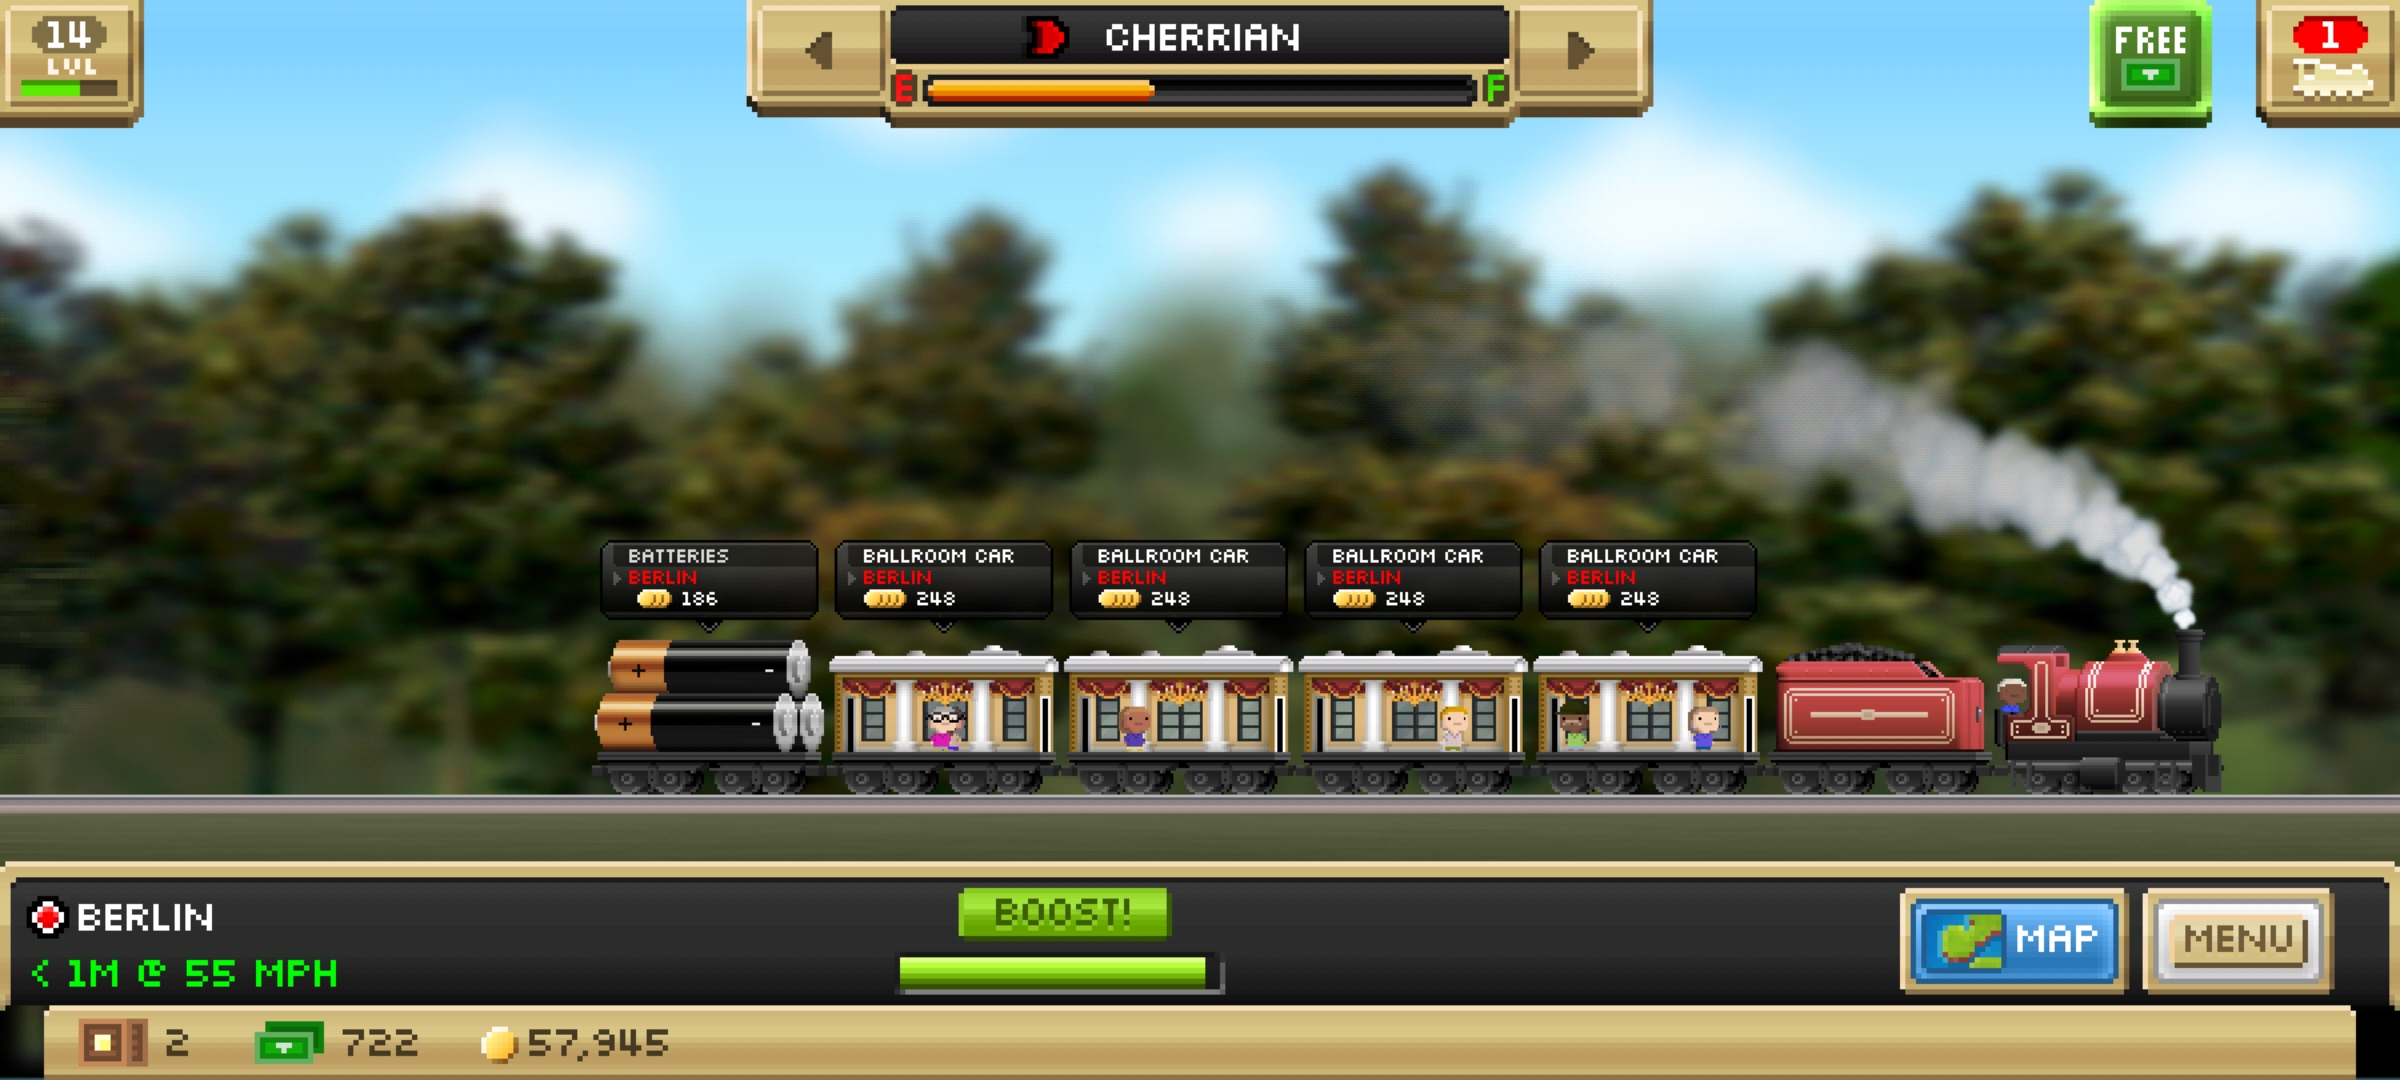 14
LVL
CHERRIAN
E F
FREE
1
BATTERIES
BERLIN
186
BALLROOM CAR
BERLIN
248
BALLROOM CAR
BERLIN
248
BALLROOM CAR
BERLIN
248
BALLROOM CAR
BERLIN
248
+ -
+ -
BERLIN
< 1M @ 55 MPH
BOOST!
MAP
MENU
2
722
57,945